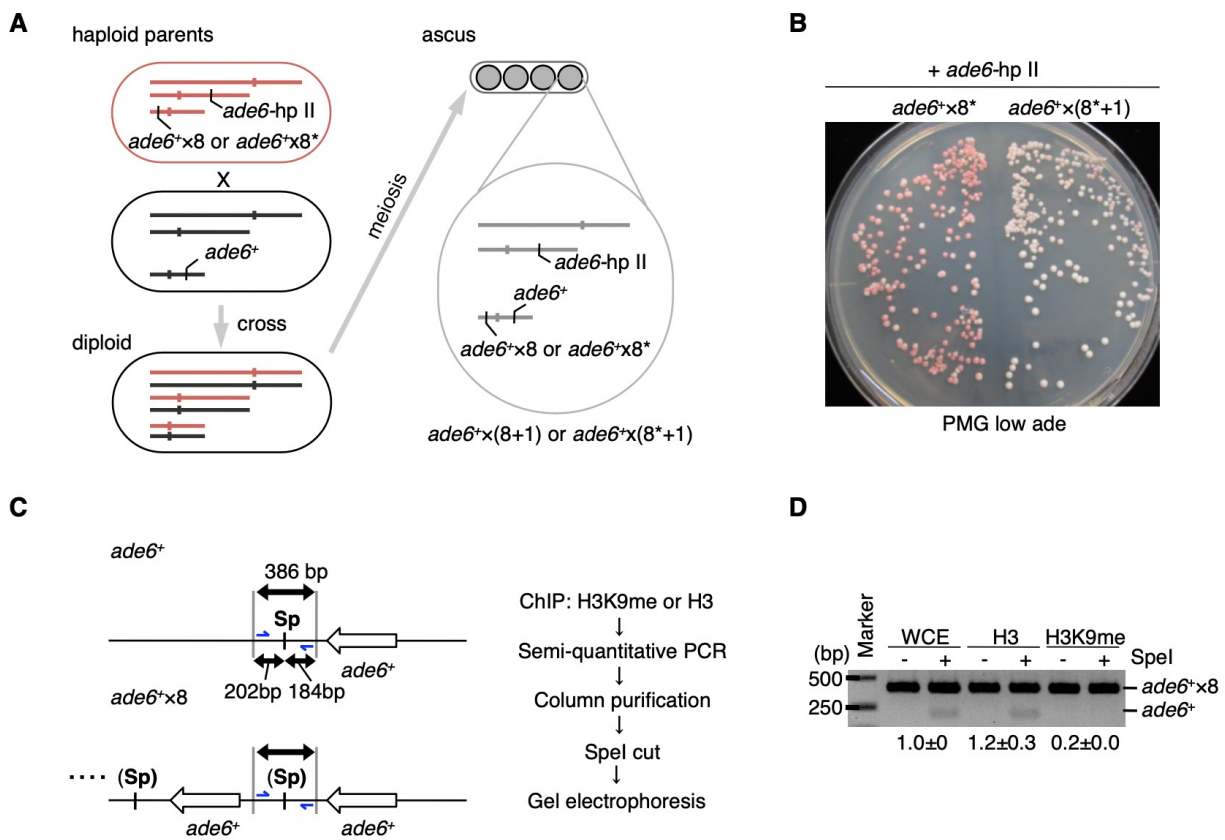 A
haploid parents
ade6-hp II
ade6+×8 or ade6+x8*
X
ade6+
cross
diploid
meiosis
ascus
ade6-hp II
ade6+
ade6+×8 or ade6+x8*
ade6+×(8+1) or ade6+x(8*+1)
B
+ ade6-hp II
ade6+×8* ade6+×(8*+1)
PMG low ade
C
ade6+
386 bp
Sp
ade6+
202bp 184bp
ade6+×8
(Sp) (Sp)
ade6+ ade6+
ChIP: H3K9me or H3
↓
Semi-quantitative PCR
↓
Column purification
↓
SpeI cut
↓
Gel electrophoresis
D
Marker
WCE H3 H3K9me
(bp) - + - + - + SpeI
500 ade6+×8
250 ade6+
1.0±0 1.2±0.3 0.2±0.0